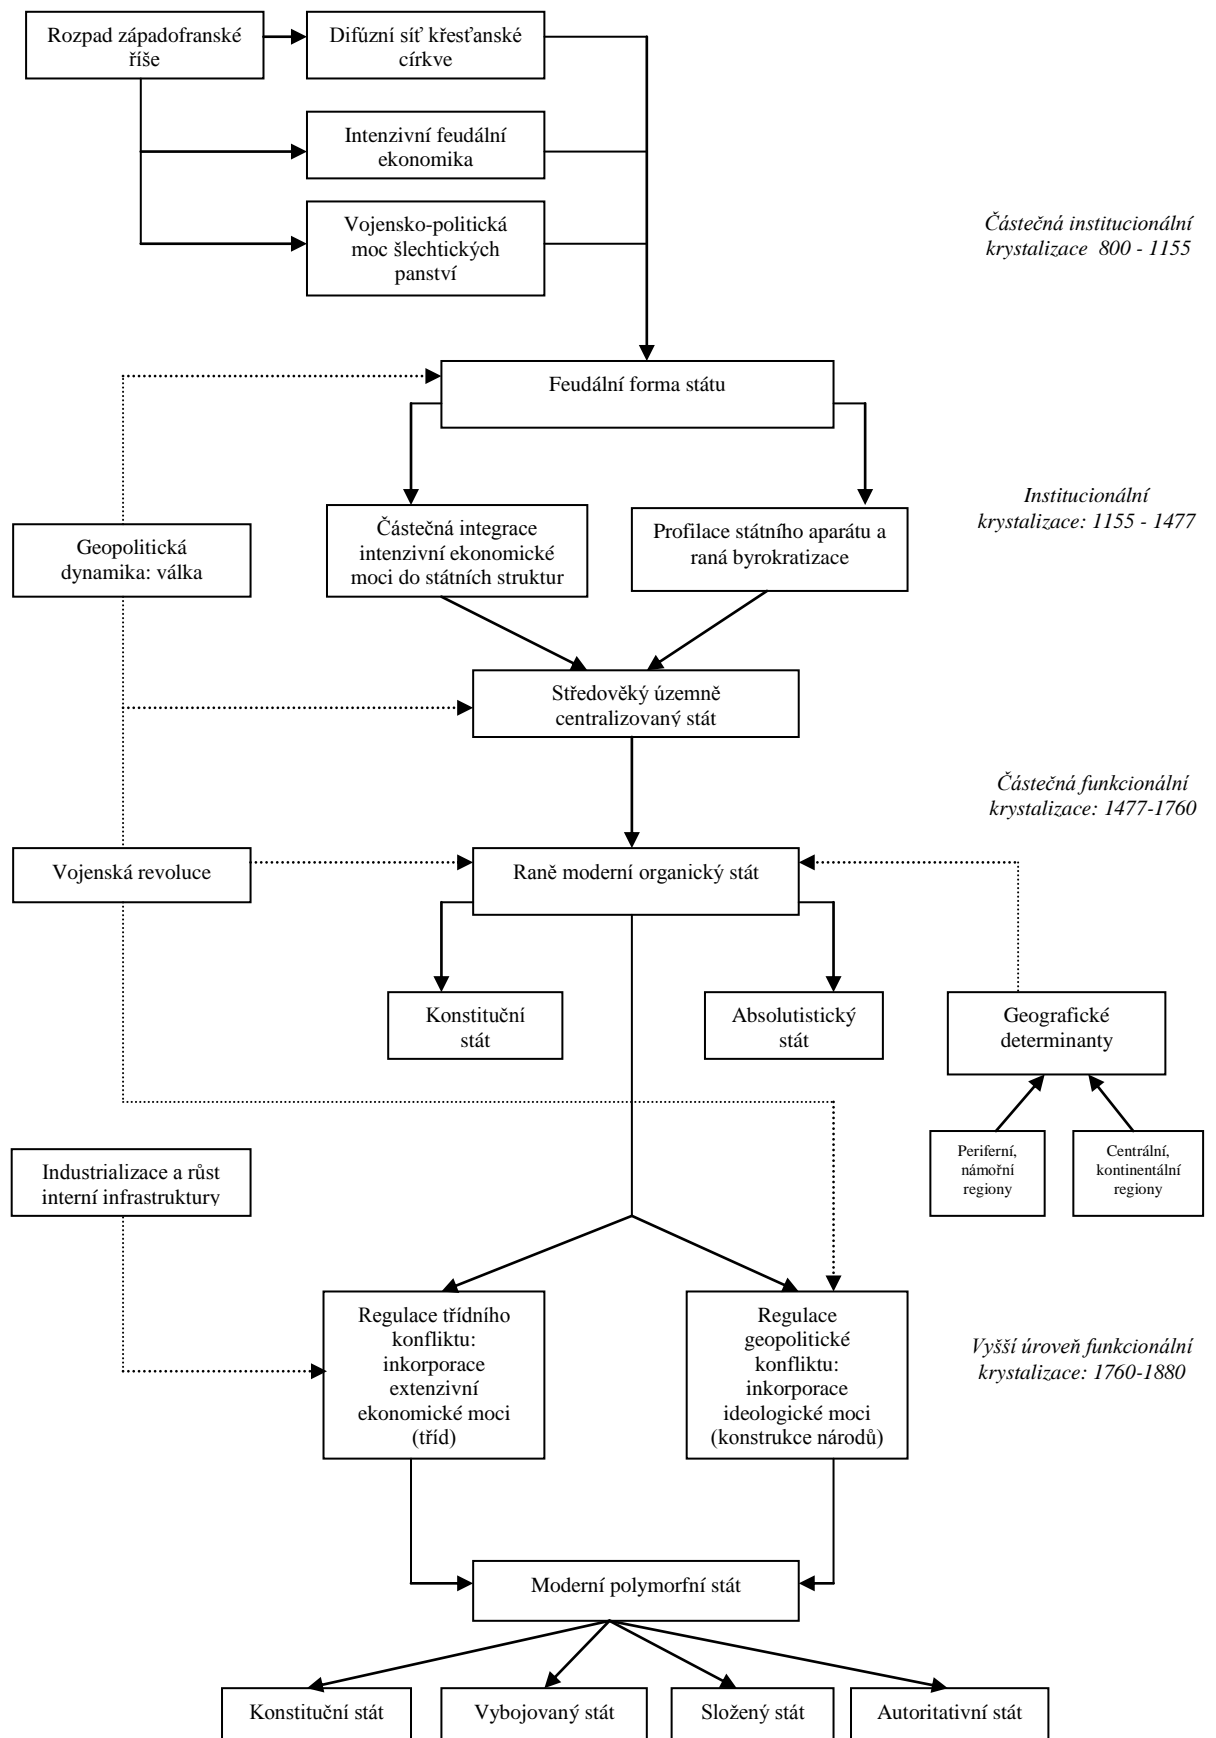 Rozpad západofranské
říše
Difúzní síť křesťanské
církve
Intenzivní feudální
ekonomika
Vojensko-politická
moc šlechtických
panství
Částečná institucionální
krystalizace  800 - 1155
Feudální forma státu
Institucionální
krystalizace: 1155 - 1477
Geopolitická
dynamika: válka
Částečná integrace
intenzivní ekonomické
moci do státních struktur
Profilace státního aparátu a
raná byrokratizace
Středověký územně
centralizovaný stát
Částečná funkcionální
krystalizace: 1477-1760
Vojenská revoluce
Raně moderní organický stát
Konstituční
stát
Absolutistický
stát
Geografické
determinanty
Periferní,
námořní
regiony
Centrální,
kontinentální
regiony
Industrializace a růst
interní infrastruktury
Regulace třídního
konfliktu:
inkorporace
extenzivní
ekonomické moci
(tříd)
Regulace
geopolitické
konfliktu:
inkorporace
ideologické moci
(konstrukce národů)
Vyšší úroveň funkcionální
krystalizace: 1760-1880
Moderní polymorfní stát
Konstituční stát
Vybojovaný stát
Složený stát
Autoritativní stát